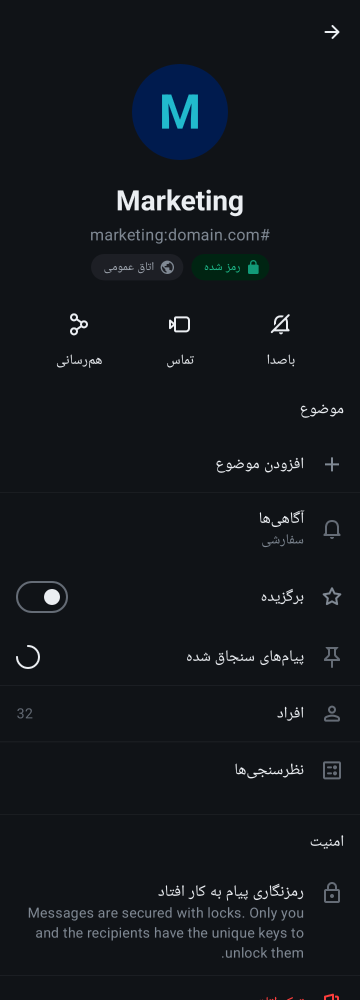 M
Marketing
#marketing:domain.com
رمز شده
اتاق عمومی
باصدا
تماس
هم‌رسانی
موضوع
افزودن موضوع
آگاهی‌ها
سفارشی
برگزیده
پیام‌های سنجاق شده
افراد
32
نظرسنجی‌ها
امنیت
رمزنگاری پیام به کار افتاد
Messages are secured with locks. Only you
and the recipients have the unique keys to
unlock them.